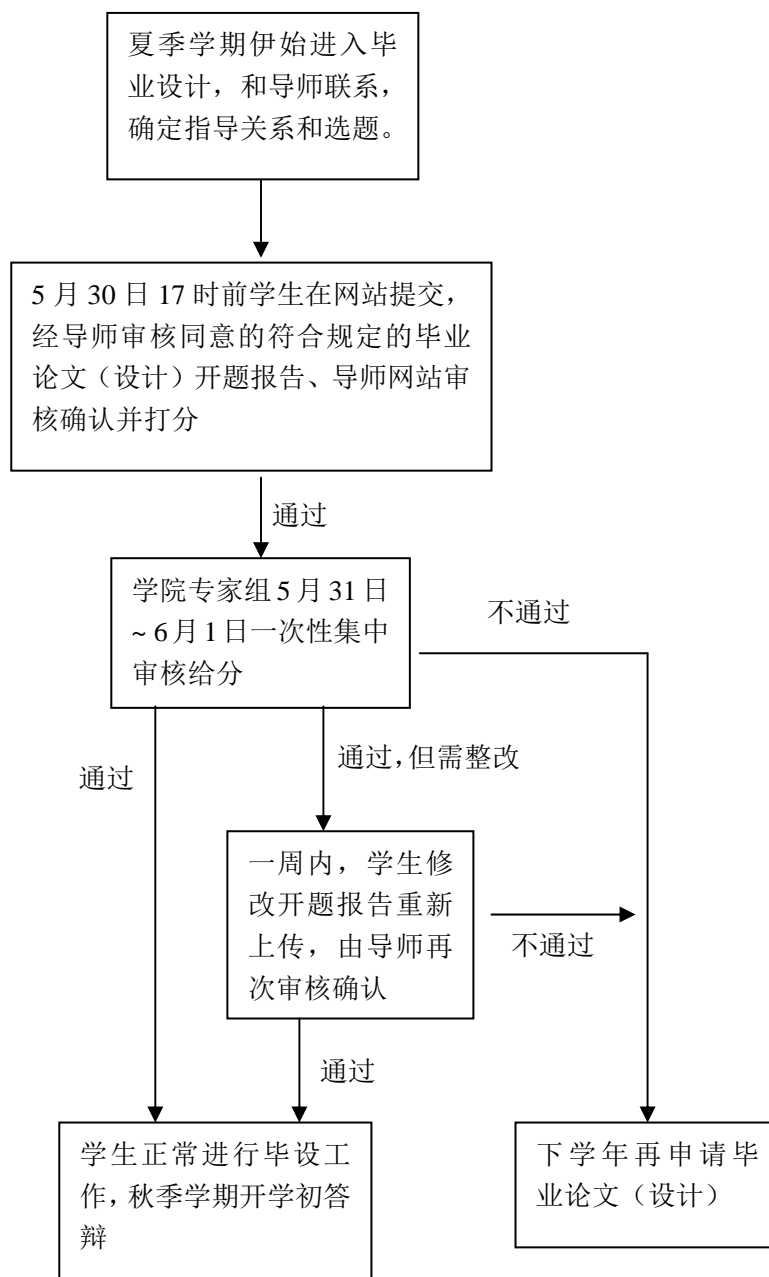 夏季学期伊始进入毕
业设计，和导师联系，
确定指导关系和选题。
5 月 30 日 17 时前学生在网站提交，
经导师审核同意的符合规定的毕业
论文（设计）开题报告、导师网站审
核确认并打分
通过
学院专家组 5 月 31 日
~ 6 月 1 日一次性集中
审核给分
不通过
通过
通过，但需整改
一周内，学生修
改开题报告重新
上传，由导师再
次审核确认
不通过
通过
学生正常进行毕设工
作，秋季学期开学初答
辩
下学年再申请毕
业论文（设计）